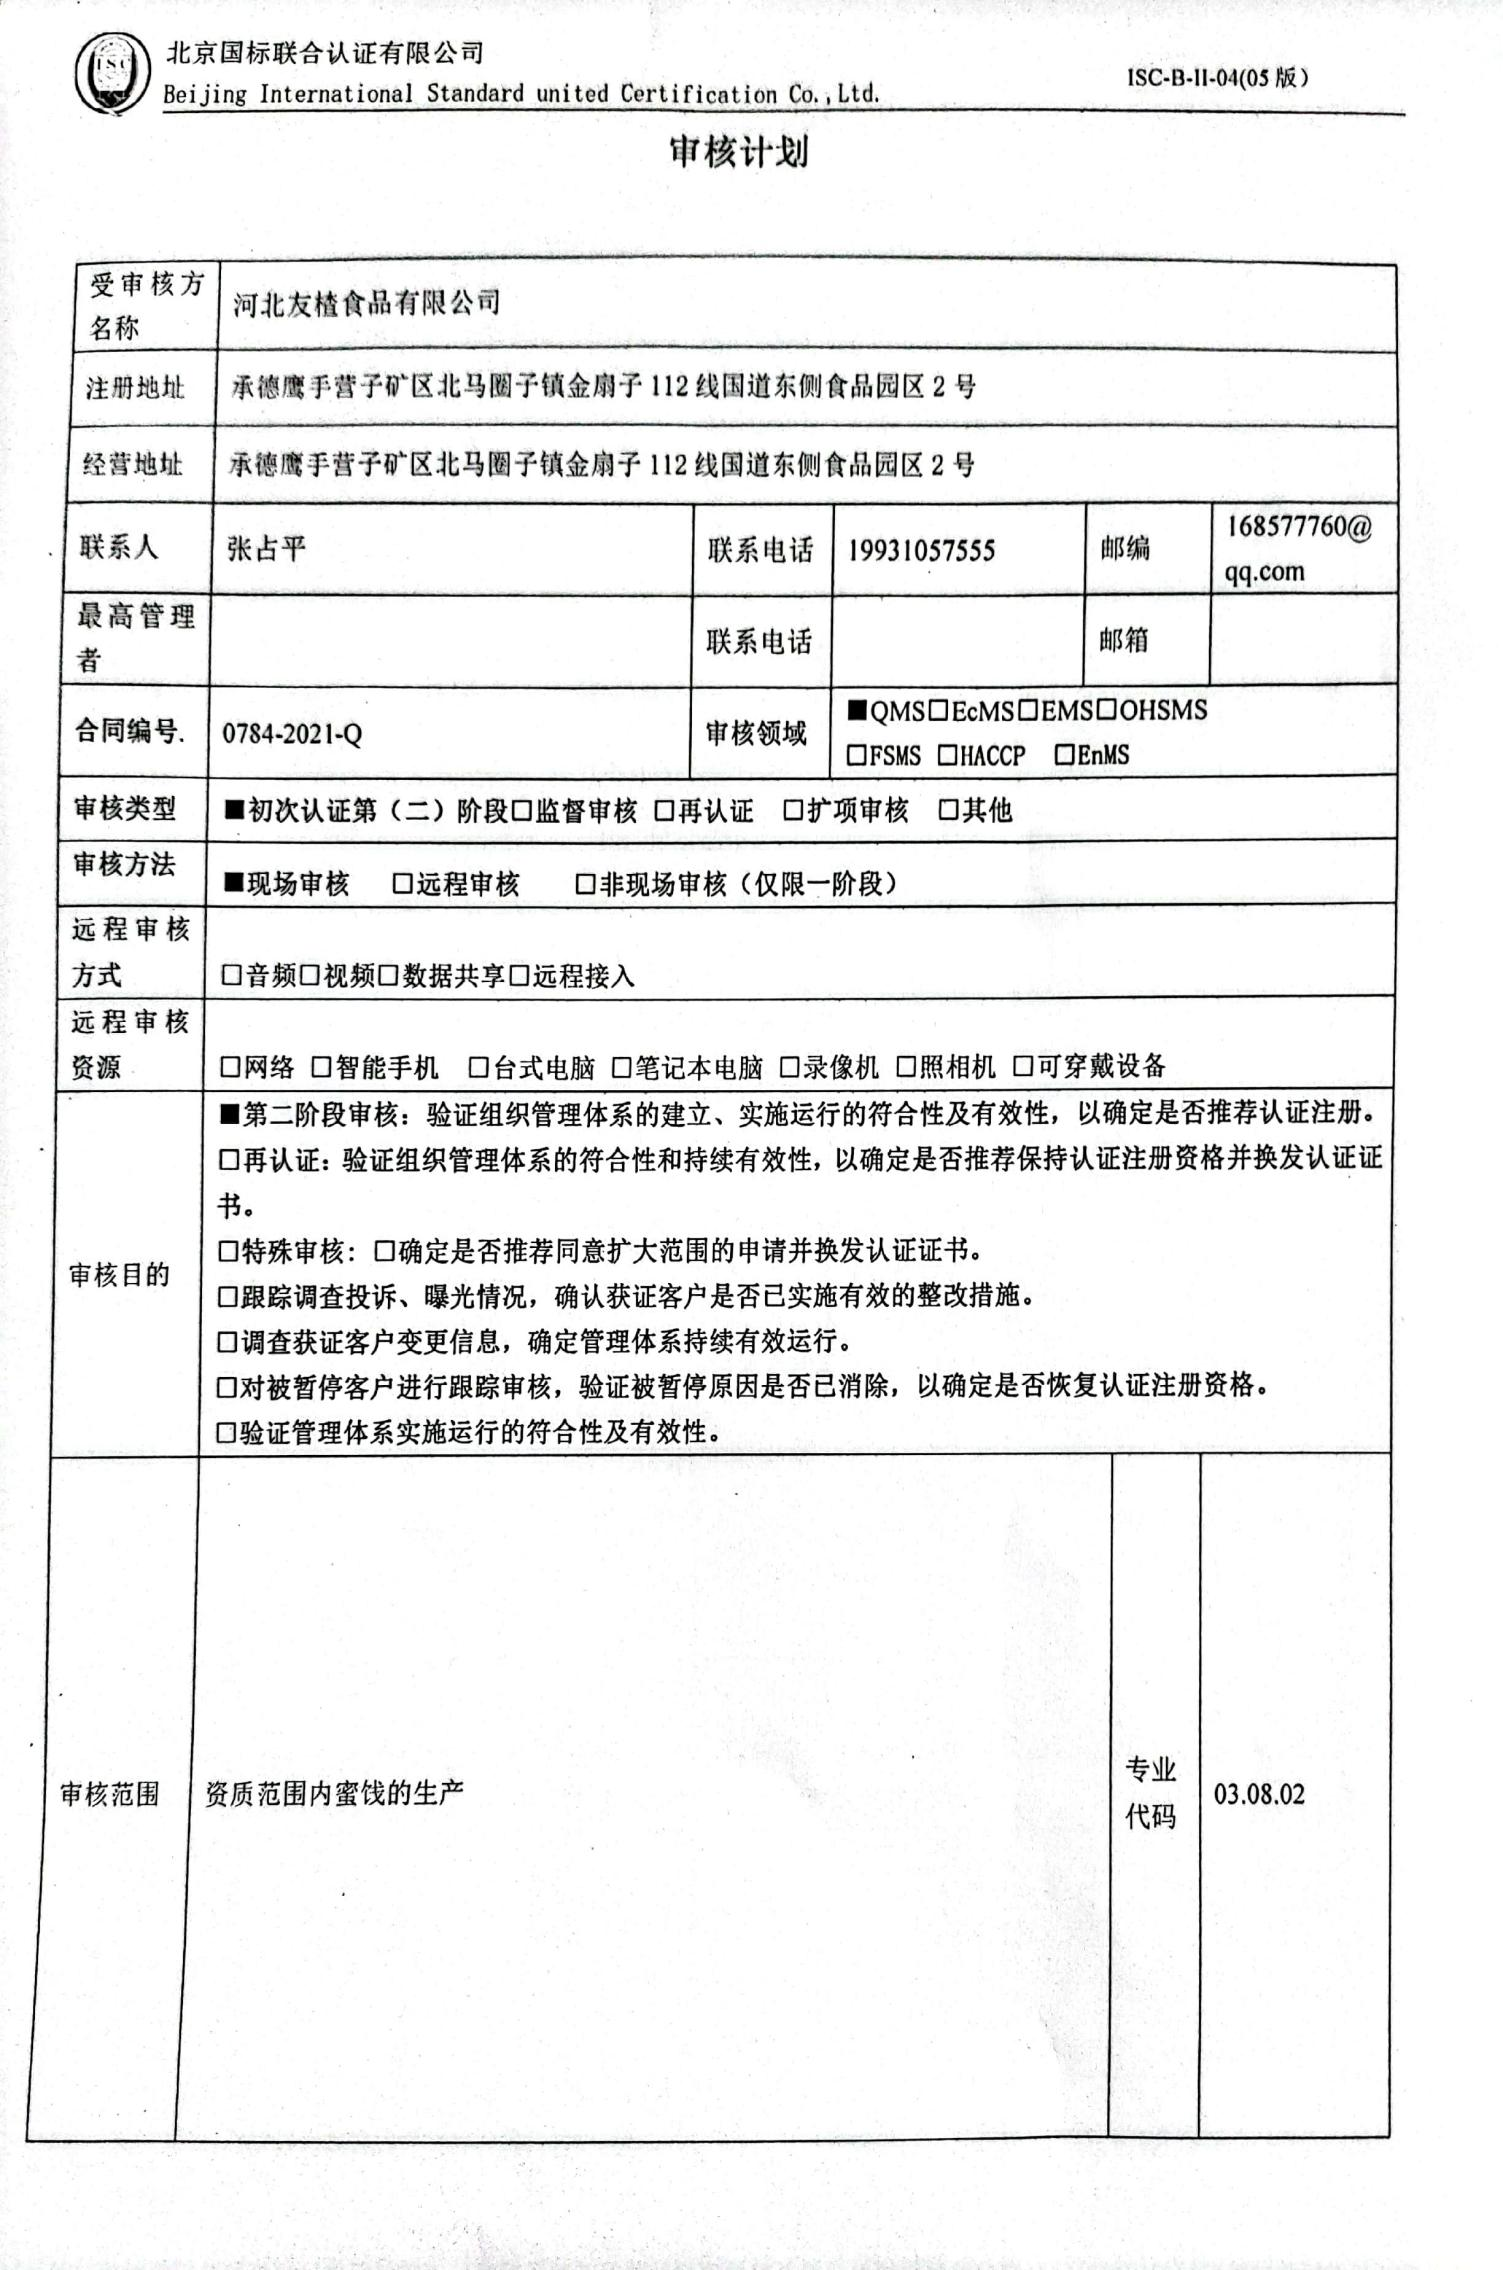 ISC
北京国标联合认证有限公司
Beijing International Standard united Certification Co.,Ltd.
ISC-B-II-04(05 版)
审核计划
受审核方
名称
河北友楂食品有限公司
注册地址
承德鹰手营子矿区北马圈子镇金扇子 112 线国道东侧食品园区 2 号
经营地址
承德鹰手营子矿区北马圈子镇金扇子 112 线国道东侧食品园区 2 号
联系人
张占平
联系电话
19931057555
邮编
168577760@
qq.com
最高管理
者
联系电话
邮箱
合同编号.
0784-2021-Q
审核领域
■QMS□EcMS□EMS□OHSMS
□FSMS □HACCP □EnMS
审核类型
■初次认证第（二）阶段□监督审核 □再认证 □扩项审核 □其他
审核方法
■现场审核 □远程审核 □非现场审核（仅限一阶段）
远程审核
方式
□音频□视频□数据共享□远程接入
远程审核
资源
□网络 □智能手机 □台式电脑 □笔记本电脑 □录像机 □照相机 □可穿戴设备
审核目的
■第二阶段审核：验证组织管理体系的建立、实施运行的符合性及有效性，以确定是否推荐认证注册。
□再认证：验证组织管理体系的符合性和持续有效性，以确定是否推荐保持认证注册资格并换发认证证
书。
□特殊审核：□确定是否推荐同意扩大范围的申请并换发认证证书。
□跟踪调查投诉、曝光情况，确认获证客户是否已实施有效的整改措施。
□调查获证客户变更信息，确定管理体系持续有效运行。
□对被暂停客户进行跟踪审核，验证被暂停原因是否已消除，以确定是否恢复认证注册资格。
□验证管理体系实施运行的符合性及有效性。
审核范围
资质范围内蜜饯的生产
专业
代码
03.08.02